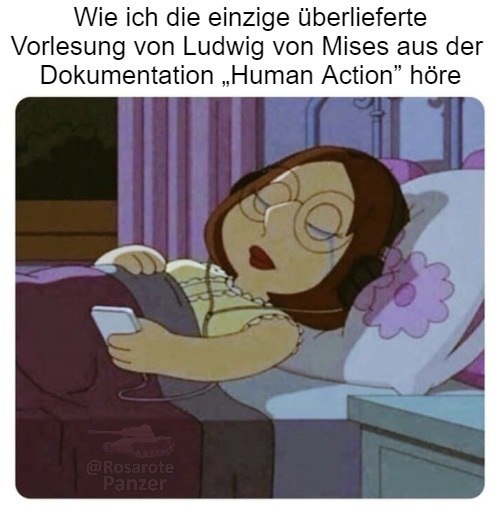 Wie ich die einzige überlieferte
Vorlesung von Ludwig von Mises aus der
Dokumentation „Human Action” höre
@Rosarote
Panzer